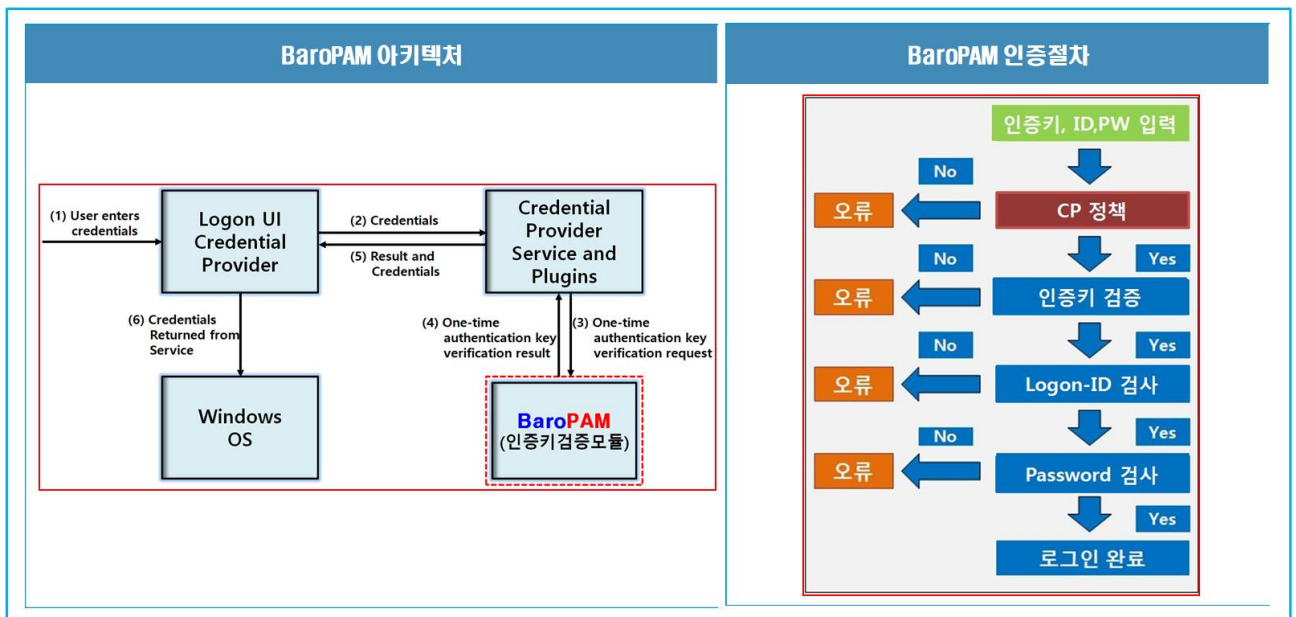 BaroPAM 아키텍처
(1) User enters
credentials
Logon UI
Credential
Provider
(2) Credentials
(5) Result and
Credentials
Credential
Provider
Service and
Plugins
(6) Credentials
Returned from
Service
(4) One-time
authentication key
verification result
(3) One-time
authentication key
verification request
Windows
OS
BaroPAM
(인증키검증모듈)
BaroPAM 인증절차
인증키, ID,PW 입력
No
오류
CP 정책
Yes
No
오류
인증키 검증
Yes
No
오류
Logon-ID 검사
Yes
No
오류
Password 검사
Yes
로그인 완료